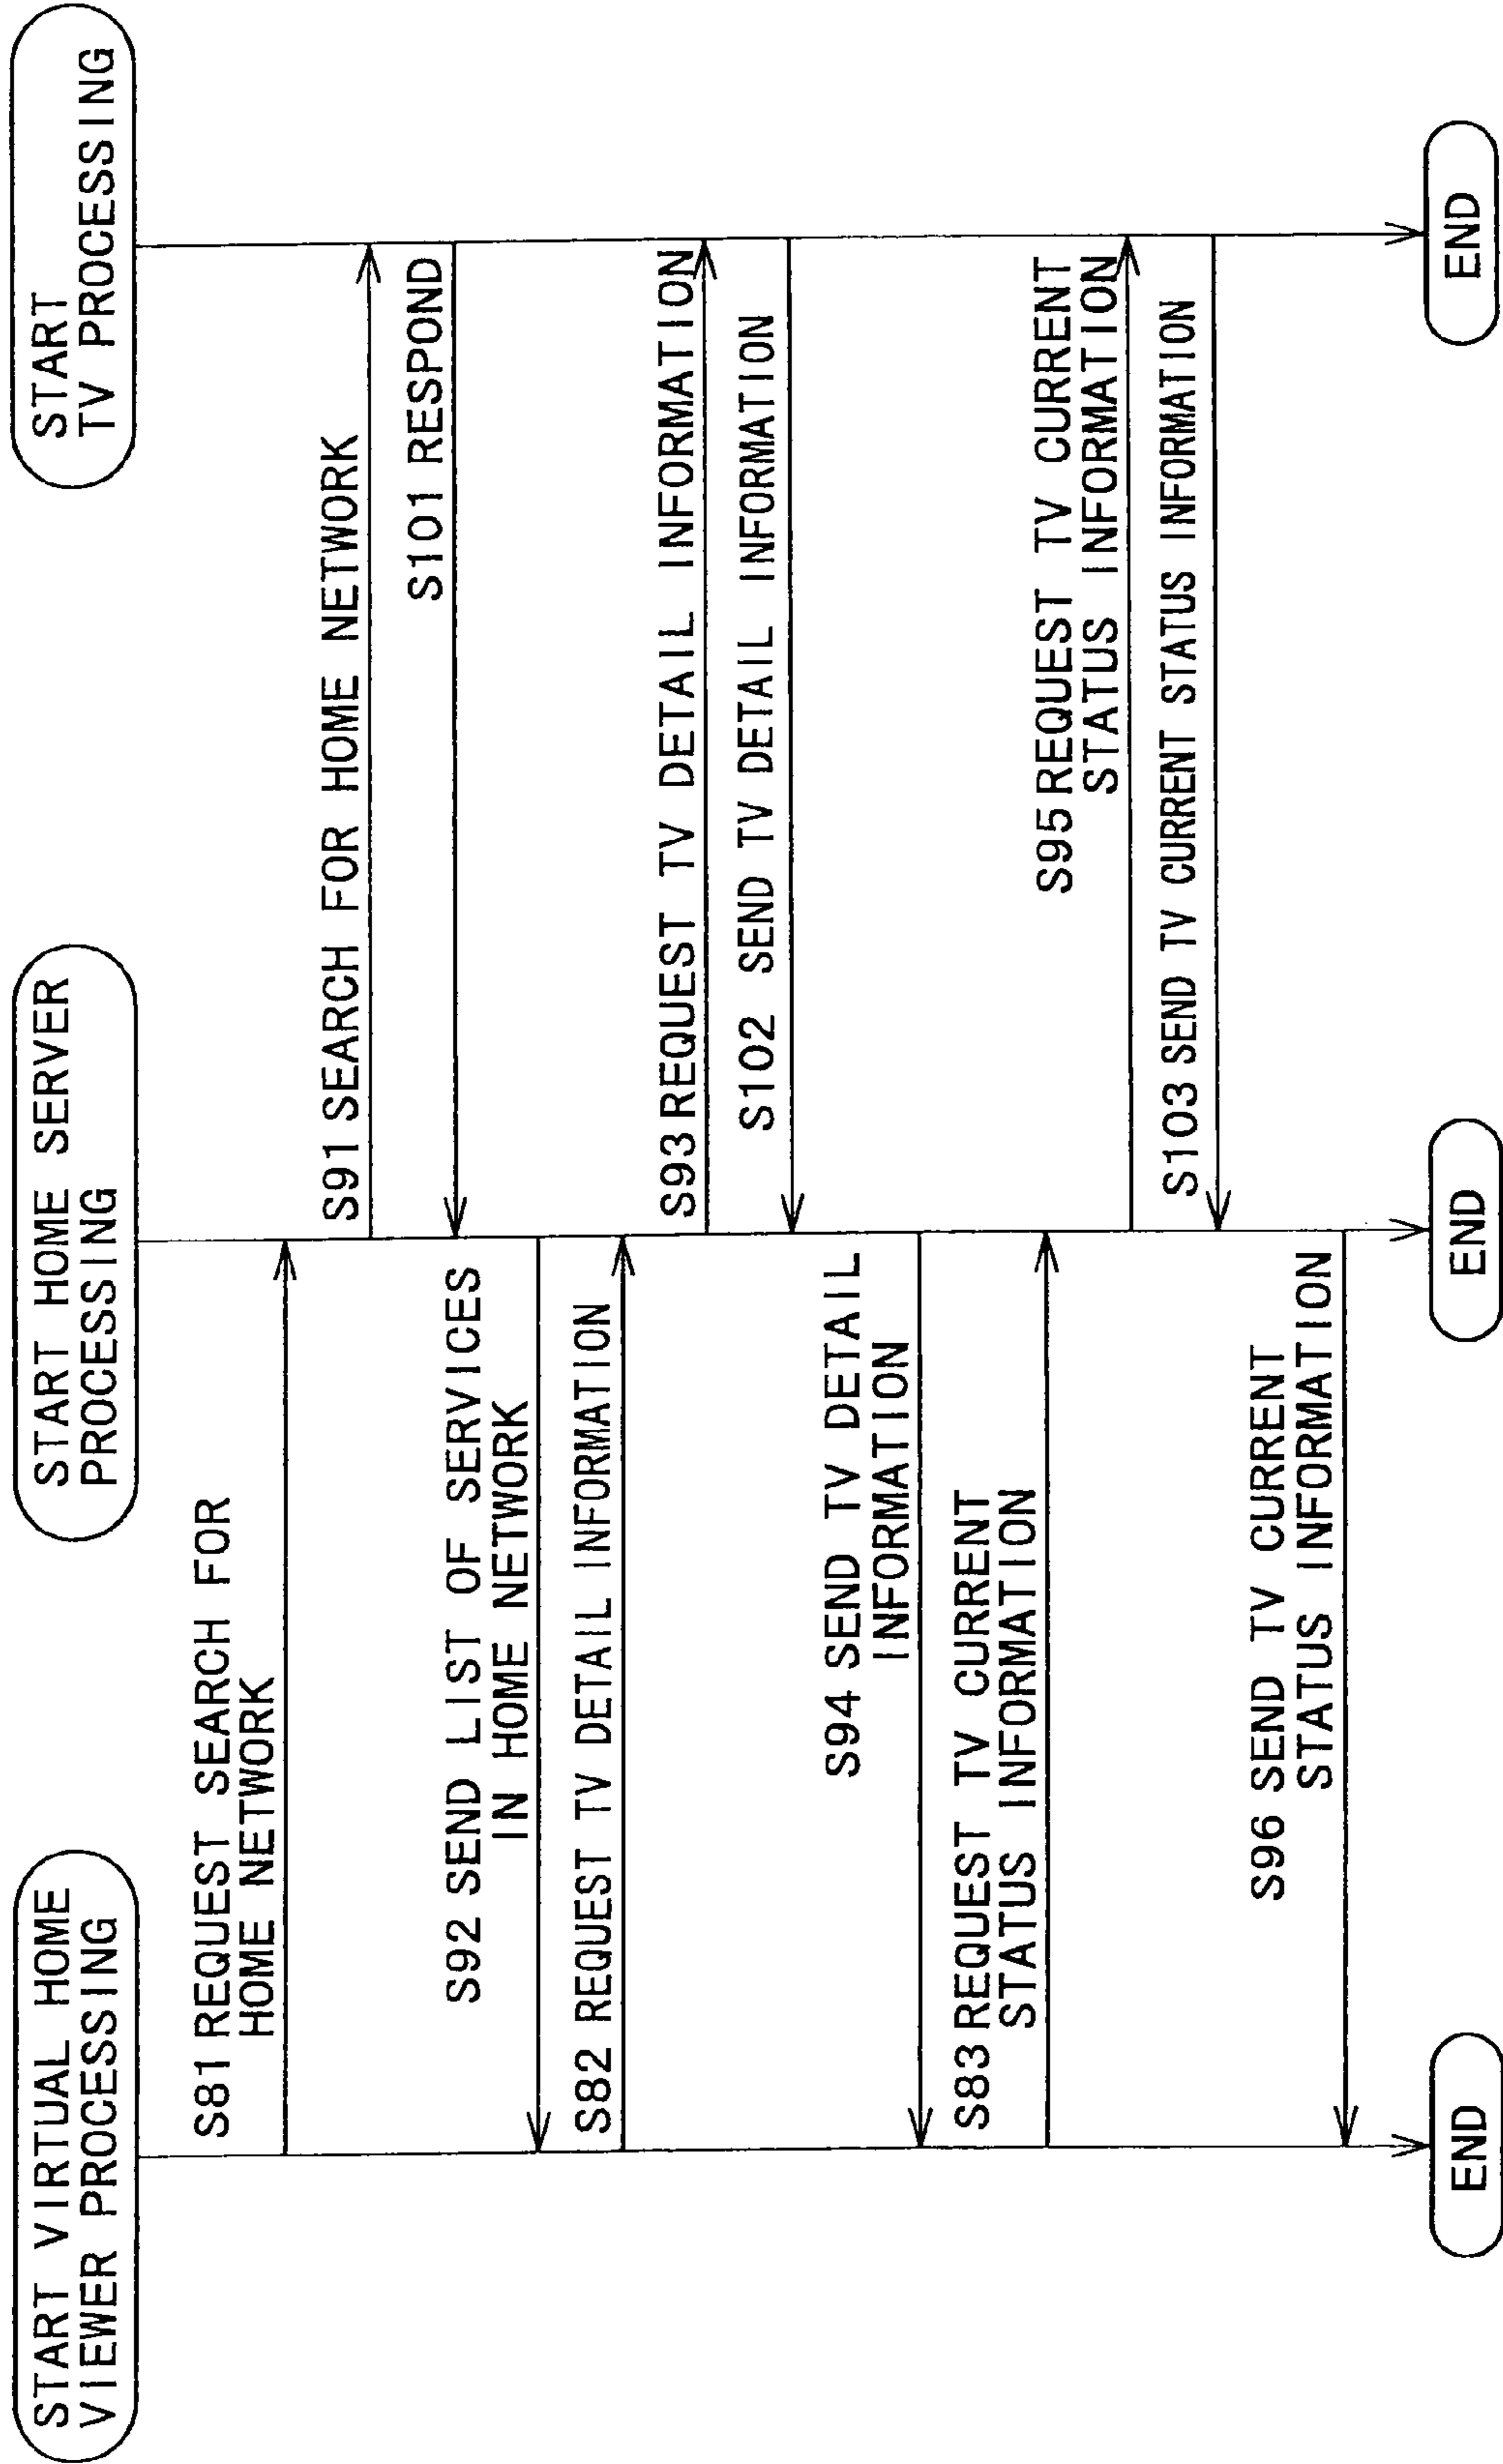 START VIRTUAL HOME
VIEWER PROCESSING
START HOME SERVER
PROCESSING
START
TV PROCESSING
S81 REQUEST SEARCH FOR
HOME NETWORK
S91 SEARCH FOR HOME NETWORK
S101 RESPOND
S92 SEND LIST OF SERVICES
IN HOME NETWORK
S82 REQUEST TV DETAIL INFORMATION
S93 REQUEST TV DETAIL INFORMATION
S102 SEND TV DETAIL INFORMATION
S94 SEND TV DETAIL
INFORMATION
S83 REQUEST TV CURRENT
STATUS INFORMATION
S95 REQUEST TV CURRENT
STATUS INFORMATION
S103 SEND TV CURRENT STATUS INFORMATION
S96 SEND TV CURRENT
STATUS INFORMATION
END
END
END